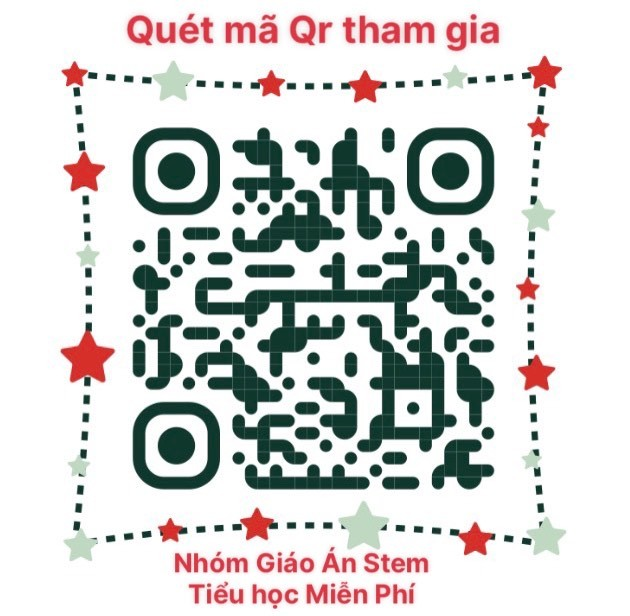 Quét mã Qr tham gia
Nhóm Giáo Án Stem
Tiểu học Miễn Phí